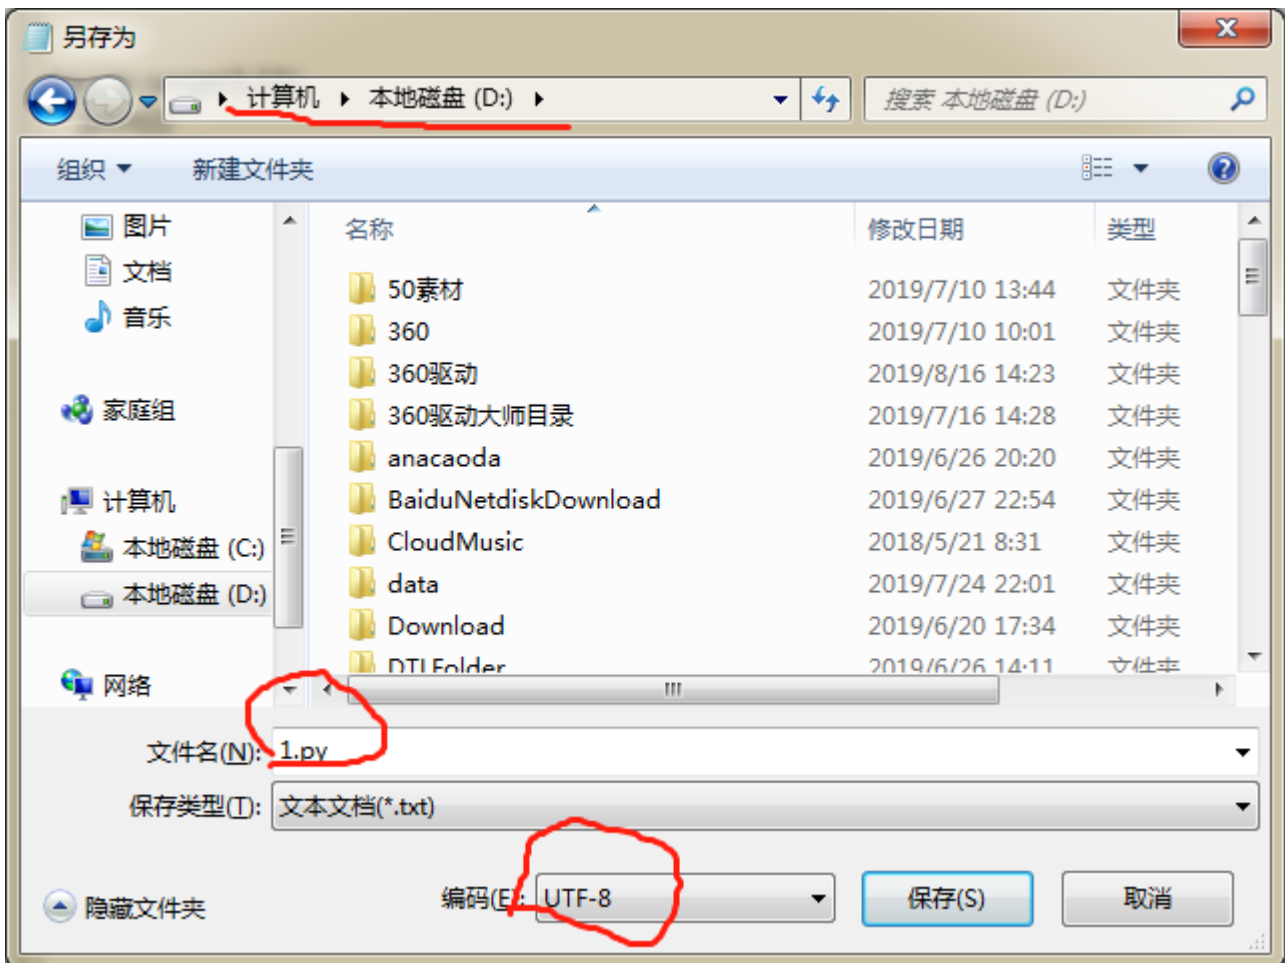 另存为
计算机 本地磁盘 (D:)
搜索 本地磁盘 (D:)
组织
新建文件夹
图片
文档
音乐
家庭组
计算机
本地磁盘 (C:)
本地磁盘 (D:)
网络
名称 修改日期 类型
50素材 2019/7/10 13:44 文件夹
360 2019/7/10 10:01 文件夹
360驱动 2019/8/16 14:23 文件夹
360驱动大师目录 2019/7/16 14:28 文件夹
anacaoda 2019/6/26 20:20 文件夹
BaiduNetdiskDownload 2019/6/27 22:54 文件夹
CloudMusic 2018/5/21 8:31 文件夹
data 2019/7/24 22:01 文件夹
Download 2019/6/20 17:34 文件夹
DTLFolder 2019/6/26 14:11 文件夹
文件名(N): 1.py
保存类型(T): 文本文档(*.txt)
隐藏文件夹
编码(E): UTF-8
保存(S)
取消